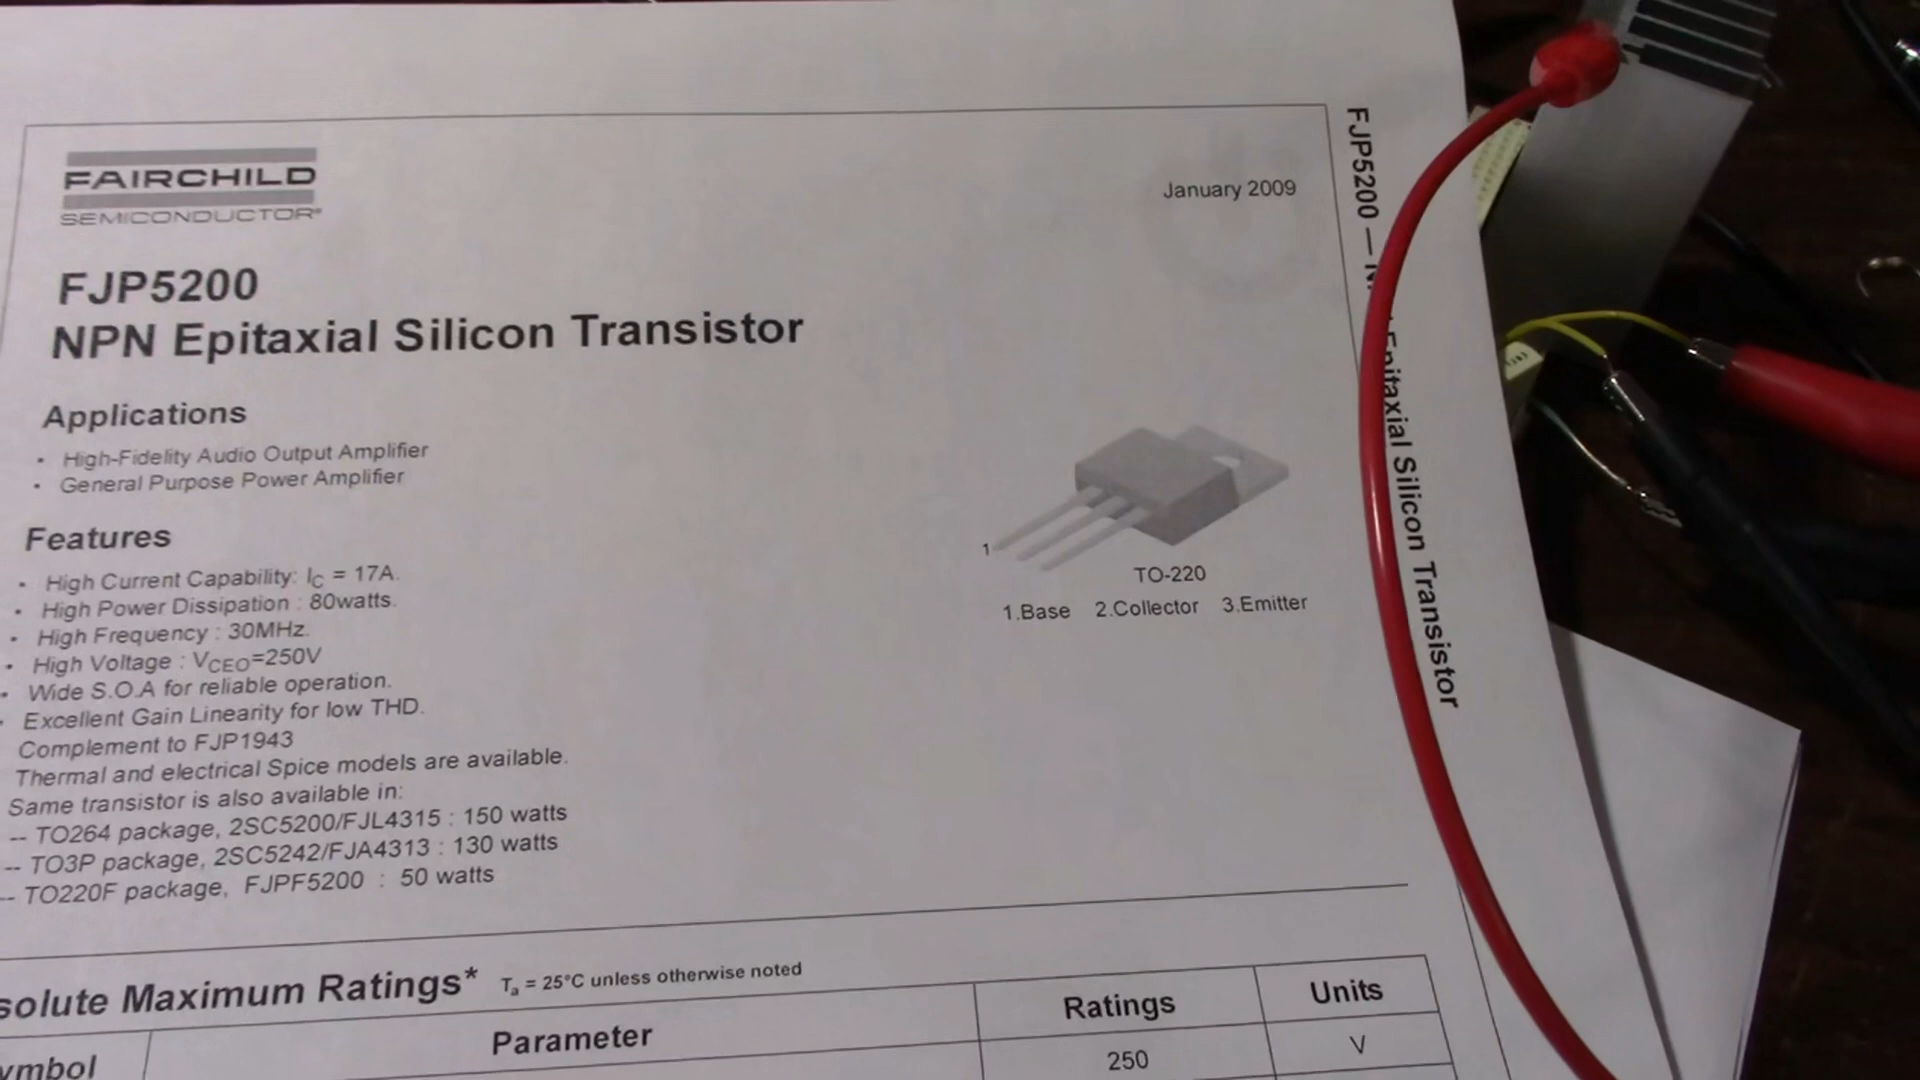 FAIRCHILD
SEMICONDUCTOR®
January 2009
FJP5200
NPN Epitaxial Silicon Transistor
Applications
• High-Fidelity Audio Output Amplifier
• General Purpose Power Amplifier
Features
• High Current Capability: IC = 17A.
• High Power Dissipation : 80watts.
• High Frequency : 30MHz.
• High Voltage : VCEO=250V
• Wide S.O.A for reliable operation.
• Excellent Gain Linearity for low THD.
Complement to FJP1943
Thermal and electrical Spice models are available.
Same transistor is also available in:
-- TO264 package, 2SC5200/FJL4315 : 150 watts
-- TO3P package, 2SC5242/FJA4313 : 130 watts
-- TO220F package, FJPF5200 : 50 watts
1
TO-220
1.Base 2.Collector 3.Emitter
solute Maximum Ratings* Ta = 25°C unless otherwise noted
ymbol Parameter Ratings Units
250 V
FJP5200 — Epitaxial Silicon Transistor